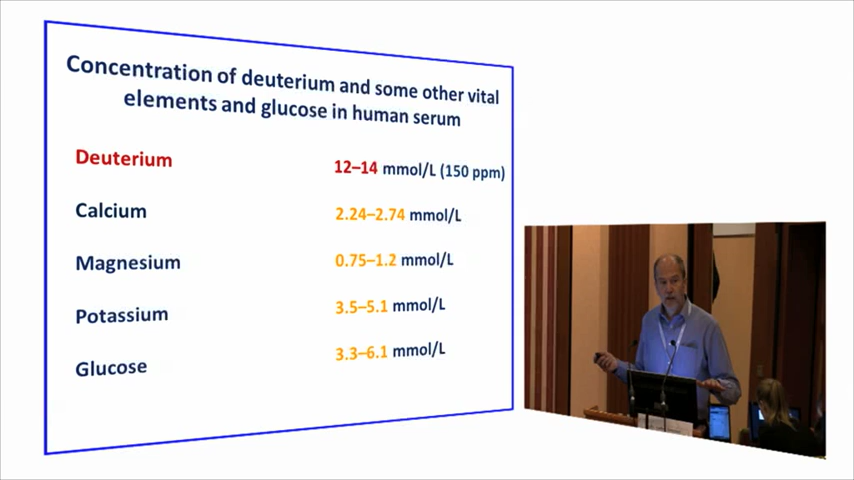 Concentration of deuterium and some other vital
elements and glucose in human serum
Deuterium 12–14 mmol/L (150 ppm)
Calcium 2.24–2.74 mmol/L
Magnesium 0.75–1.2 mmol/L
Potassium 3.5–5.1 mmol/L
Glucose 3.3–6.1 mmol/L